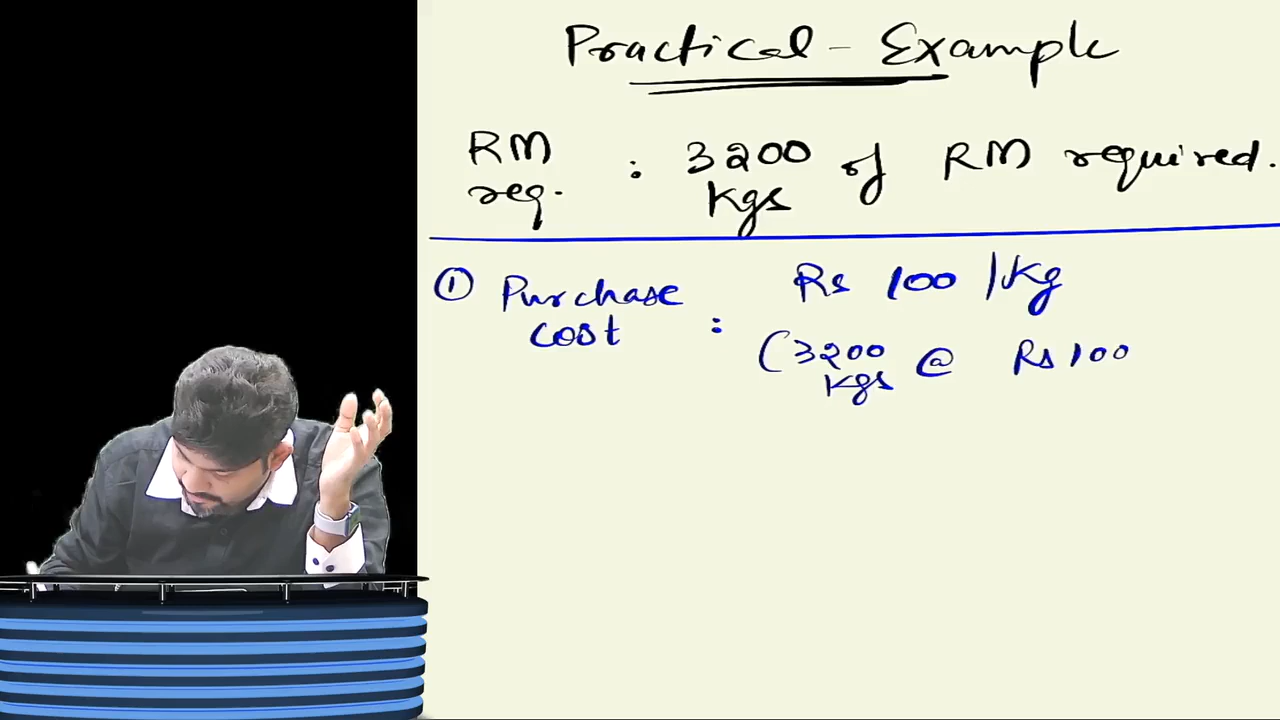 Practical - Example
RM req. : 3200 kgs of RM required.
① Purchase cost : Rs 100 /Kg
(3200 kgs @ Rs 100